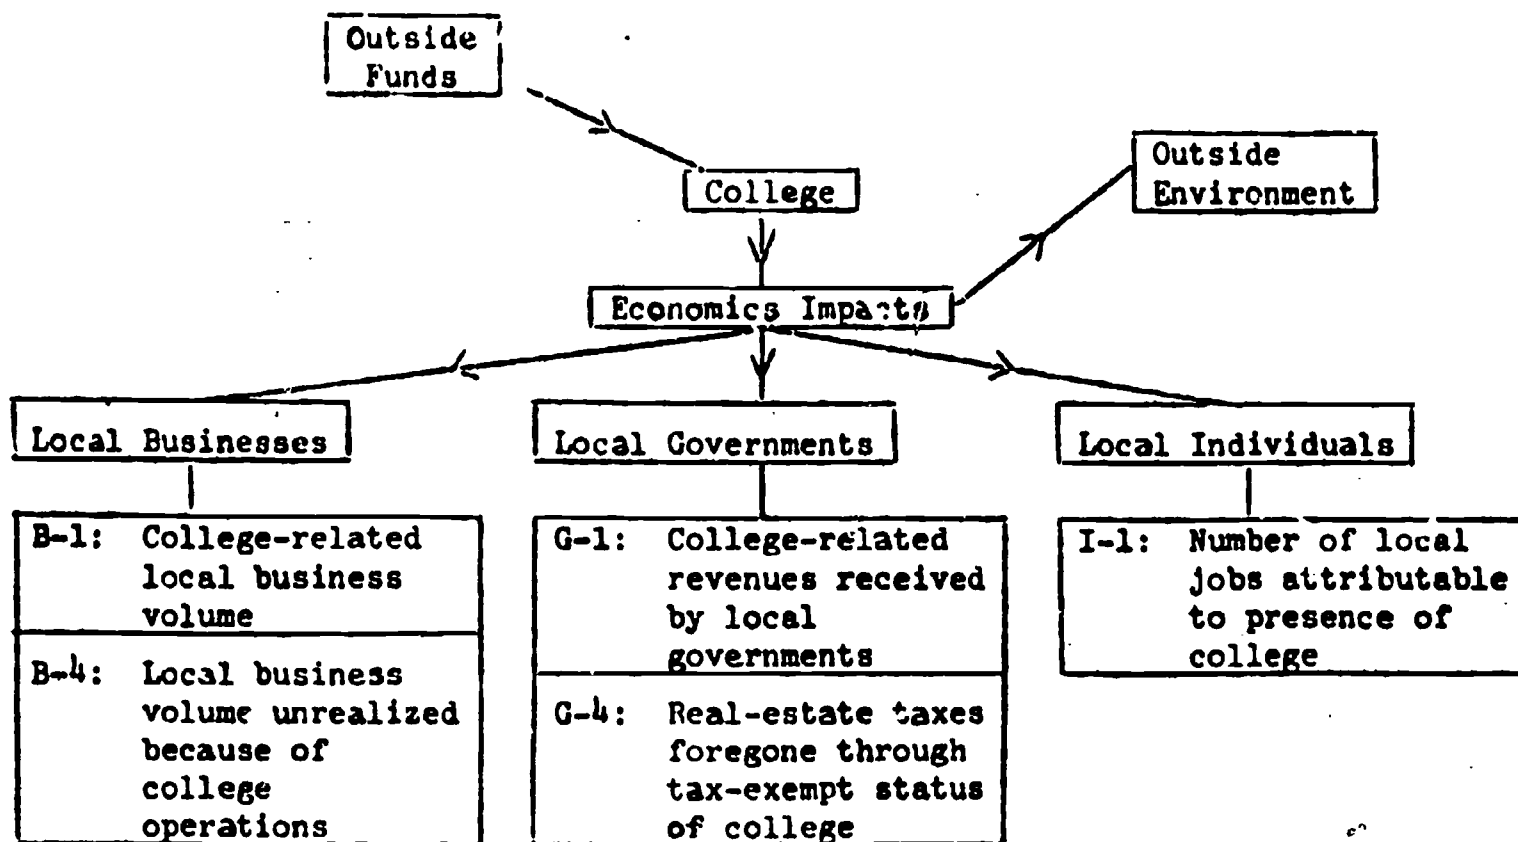 Outside
Funds
College
Outside
Environment
Economics Impacts
Local Businesses
Local Governments
Local Individuals
B-1: College-related
local business
volume
B-4: Local business
volume unrealized
because of
college
operations
G-1: College-related
revenues received
by local
governments
G-4: Real-estate taxes
foregone through
tax-exempt status
of college
I-1: Number of local
jobs attributable
to presence of
college